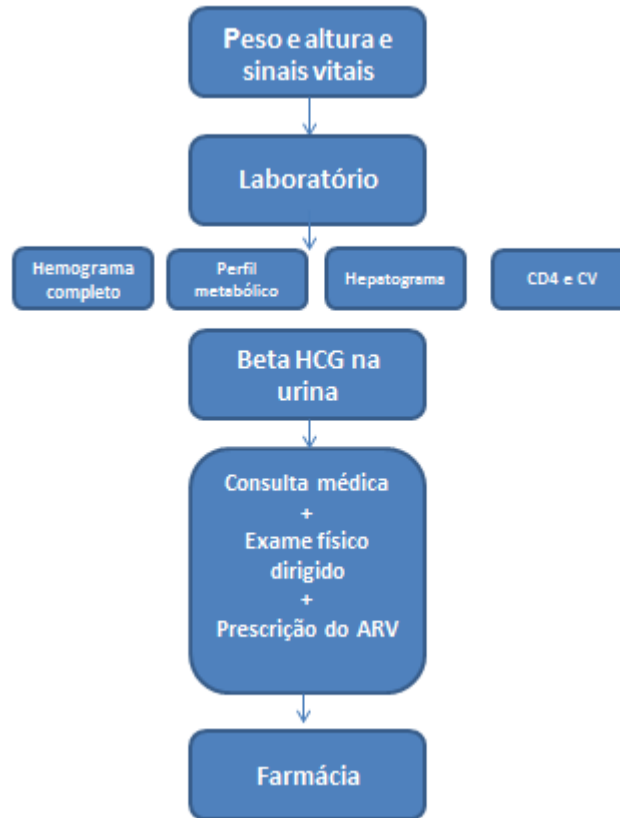 Peso e altura e
sinais vitais
Laboratório
Hemograma
completo
Perfil
metabólico
Hepatograma
CD4 e CV
Beta HCG na
urina
Consulta médica
+
Exame físico
dirigido
+
Prescrição do ARV
Farmácia